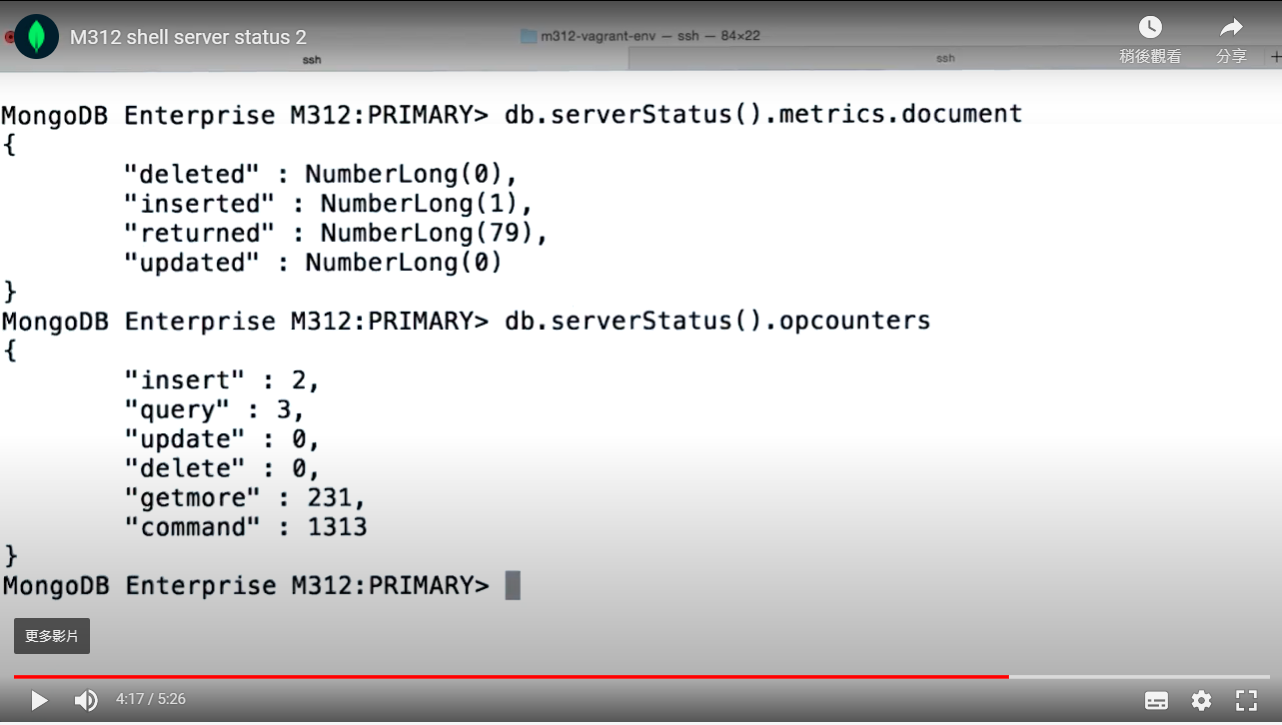 M312 shell server status 2
m312-vagrant-env — ssh — 84×22
稍後觀看
分享
ssh
ssh
+
MongoDB Enterprise M312:PRIMARY> db.serverStatus().metrics.document
{
"deleted" : NumberLong(0),
"inserted" : NumberLong(1),
"returned" : NumberLong(79),
"updated" : NumberLong(0)
}
MongoDB Enterprise M312:PRIMARY> db.serverStatus().opcounters
{
"insert" : 2,
"query" : 3,
"update" : 0,
"delete" : 0,
"getmore" : 231,
"command" : 1313
}
MongoDB Enterprise M312:PRIMARY>
更多影片
4:17 / 5:26